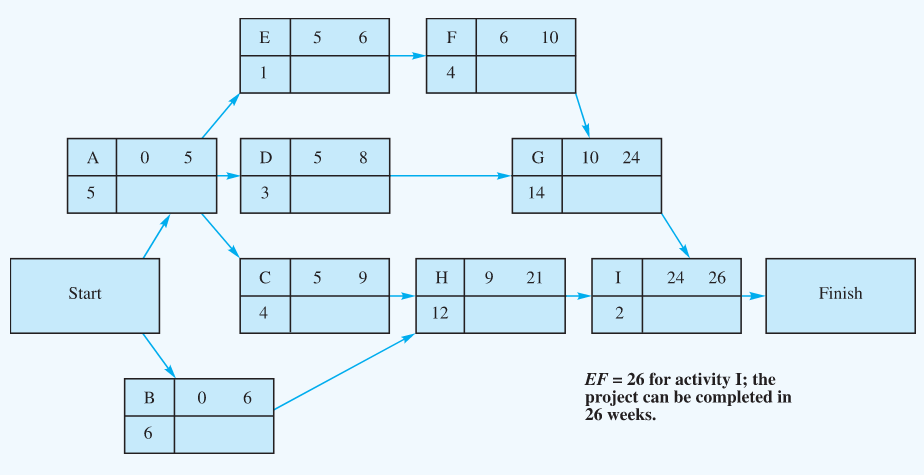 E 5 6
1
F 6 10
4
A 0 5
5
D 5 8
3
G 10 24
14
Start
C 5 9
4
H 9 21
12
I 24 26
2
Finish
B 0 6
6
EF = 26 for activity I; the
project can be completed in
26 weeks.